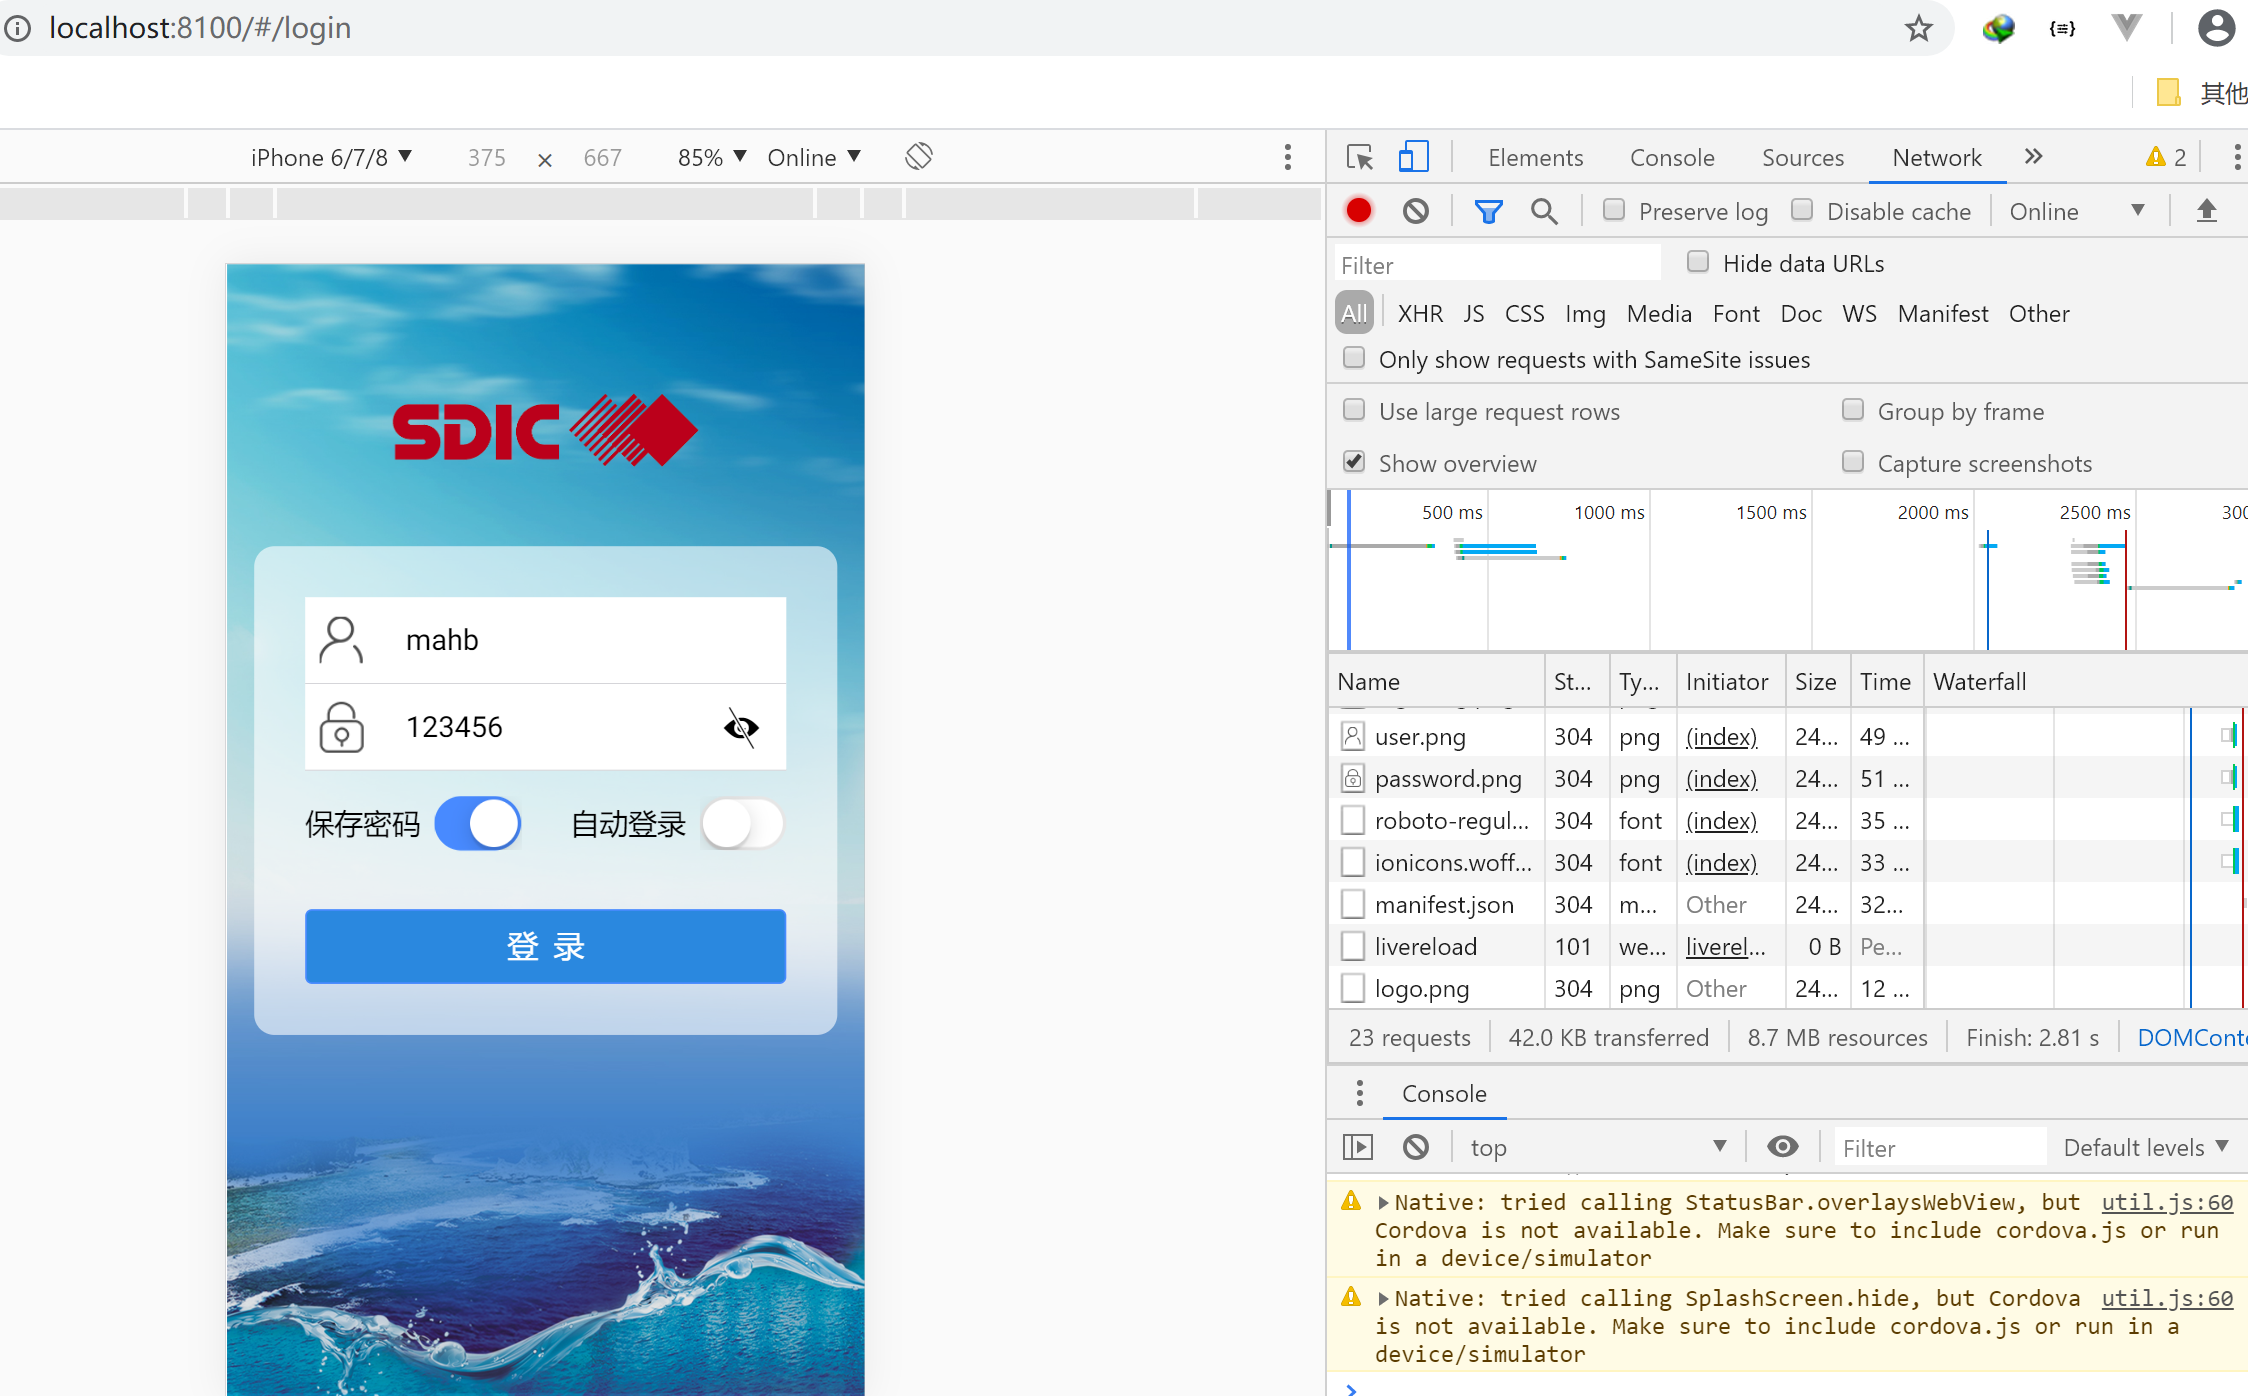 localhost:8100/#/login
其他
iPhone 6/7/8 ▼ 375 × 667 85% ▼ Online ▼
Elements Console Sources Network » 2
Preserve log Disable cache Online ▼
Filter Hide data URLs
All XHR JS CSS Img Media Font Doc WS Manifest Other
Only show requests with SameSite issues
Use large request rows Group by frame
Show overview Capture screenshots
500 ms 1000 ms 1500 ms 2000 ms 2500 ms 300
Name St... Ty... Initiator Size Time Waterfall
user.png 304 png (index) 24... 49 ...
password.png 304 png (index) 24... 51 ...
roboto-regul... 304 font (index) 24... 35 ...
ionicons.woff... 304 font (index) 24... 33 ...
manifest.json 304 m... Other 24... 32...
livereload 101 we... liverel... 0 B Pe...
logo.png 304 png Other 24... 12 ...
23 requests 42.0 KB transferred 8.7 MB resources Finish: 2.81 s DOMConte
Console
top ▼ Filter Default levels ▼
Native: tried calling StatusBar.overlaysWebView, but util.js:60
Cordova is not available. Make sure to include cordova.js or run
in a device/simulator
Native: tried calling SplashScreen.hide, but Cordova util.js:60
is not available. Make sure to include cordova.js or run in a
device/simulator
SDIC
mahb
123456
保存密码 自动登录
登 录